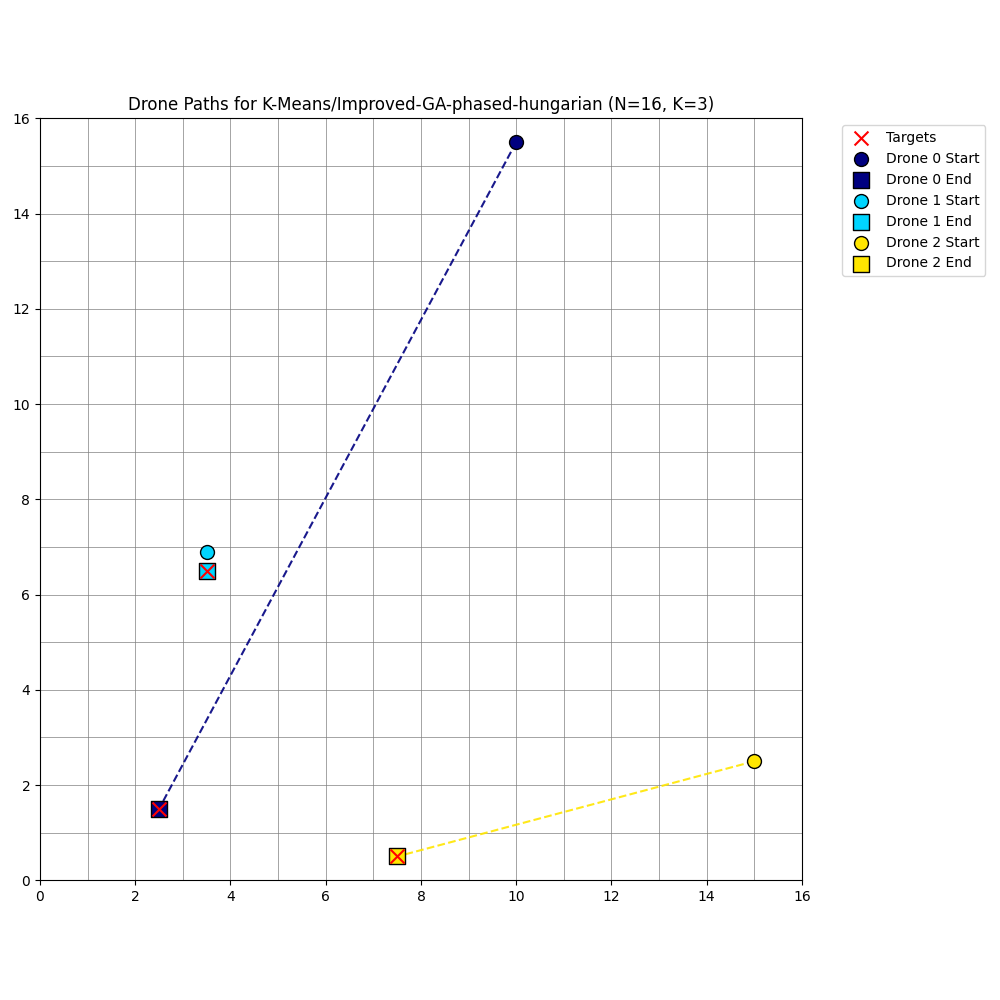 Drone Paths for K-Means/Improved-GA-phased-hungarian (N=16, K=3)
Targets
Drone 0 Start
Drone 0 End
Drone 1 Start
Drone 1 End
Drone 2 Start
Drone 2 End
16
14
12
10
8
6
4
2
0
0 2 4 6 8 10 12 14 16